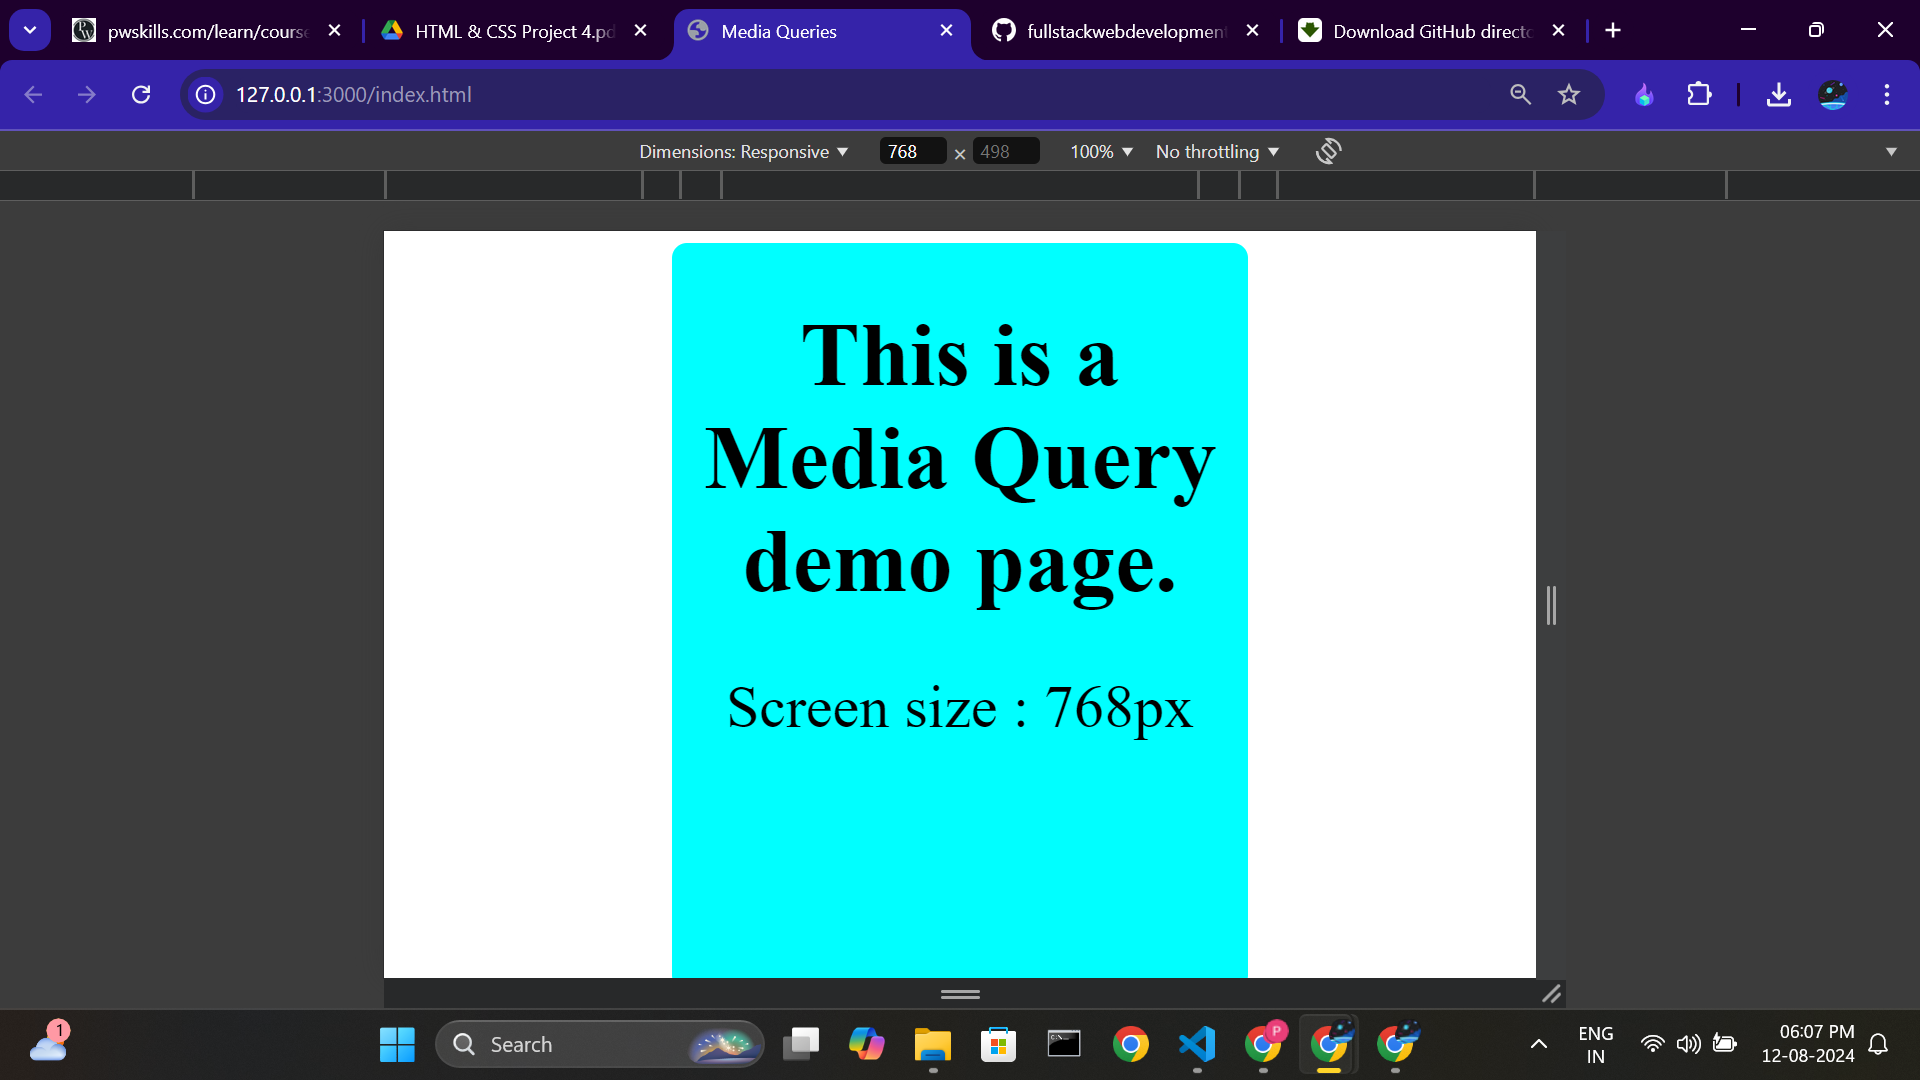 pwskills.com/learn/course
HTML & CSS Project 4.pd
Media Queries
fullstackwebdevelopment
Download GitHub directo
127.0.0.1:3000/index.html
Dimensions: Responsive 768 × 498 100% No throttling
This is a
Media Query
demo page.
Screen size : 768px
1
Search
P
ENG
IN
06:07 PM
12-08-2024